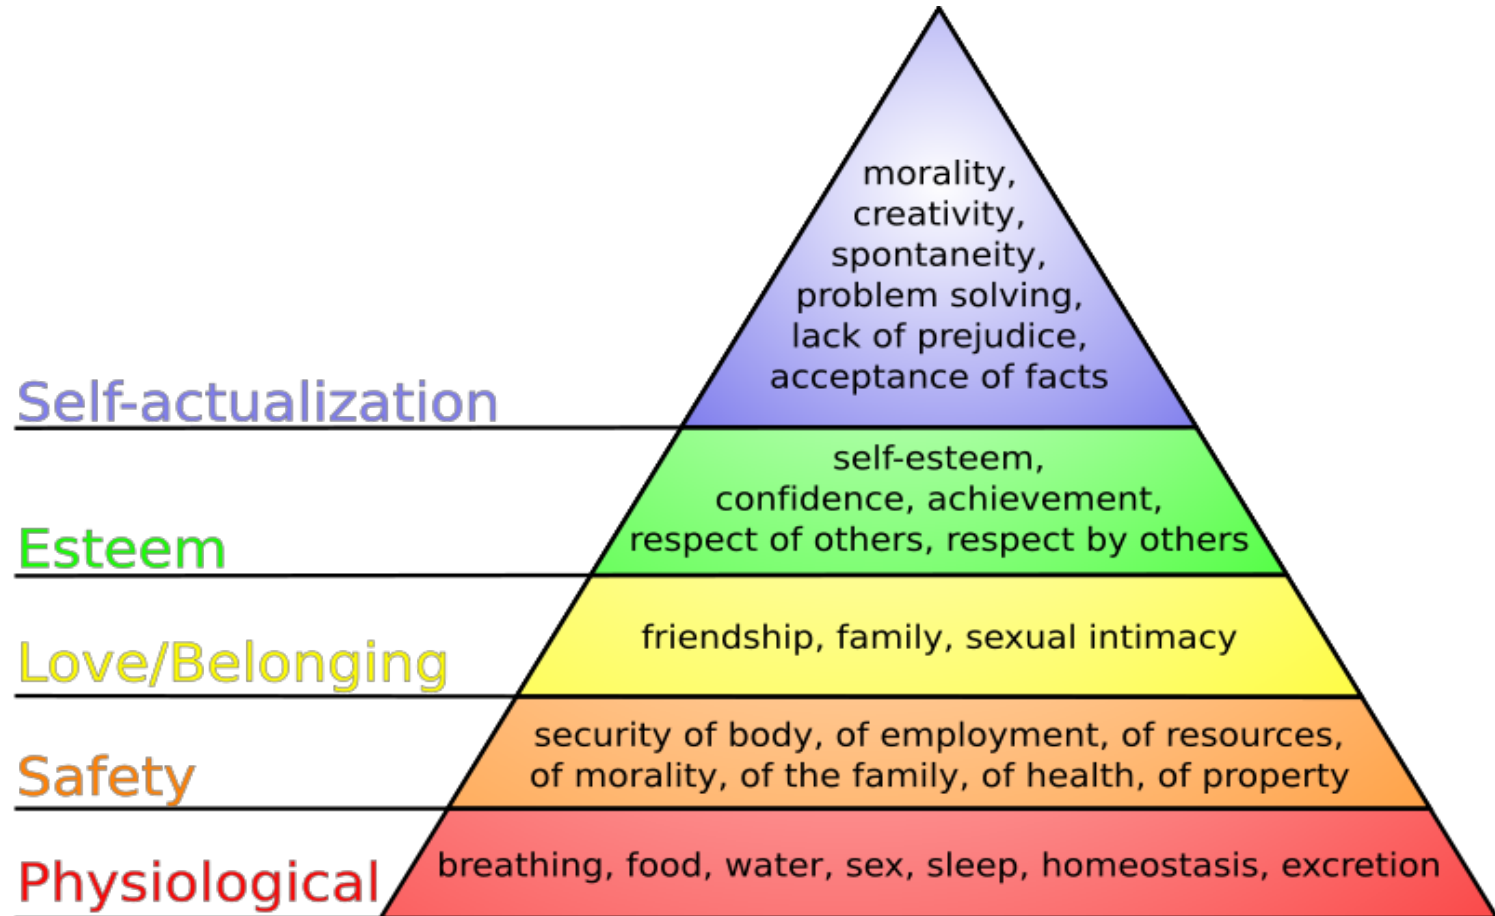 morality,
creativity,
spontaneity,
problem solving,
lack of prejudice,
acceptance of facts
Self-actualization
self-esteem,
confidence, achievement,
respect of others, respect by others
Esteem
friendship, family, sexual intimacy
Love/Belonging
security of body, of employment, of resources,
of morality, of the family, of health, of property
Safety
breathing, food, water, sex, sleep, homeostasis, excretion
Physiological